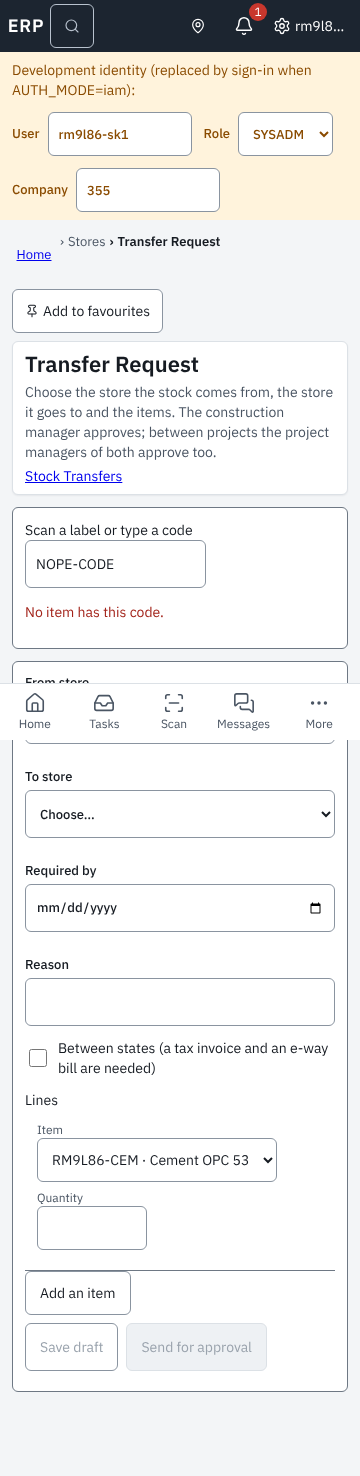 ERP
1
rm9l8...
Development identity (replaced by sign-in when
AUTH_MODE=iam):
User
rm9l86-sk1
Role
SYSADM
Company
355
Home
› Stores › Transfer Request
Add to favourites
Transfer Request
Choose the store the stock comes from, the store
it goes to and the items. The construction
manager approves; between projects the project
managers of both approve too.
Stock Transfers
Scan a label or type a code
NOPE-CODE
No item has this code.
From store
Home
Tasks
Scan
Messages
More
To store
Choose...
Required by
mm/dd/yyyy
Reason
Between states (a tax invoice and an e-way
bill are needed)
Lines
Item
RM9L86-CEM · Cement OPC 53
Quantity
Add an item
Save draft
Send for approval